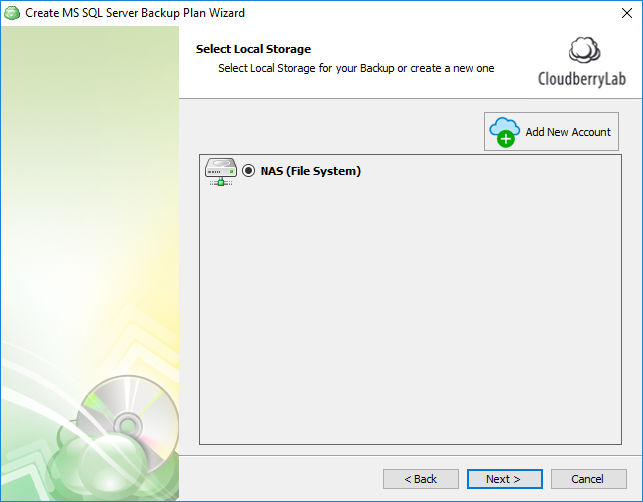 Create MS SQL Server Backup Plan Wizard
Select Local Storage
Select Local Storage for your Backup or create a new one
CloudberryLab
Add New Account
NAS (File System)
< Back
Next >
Cancel